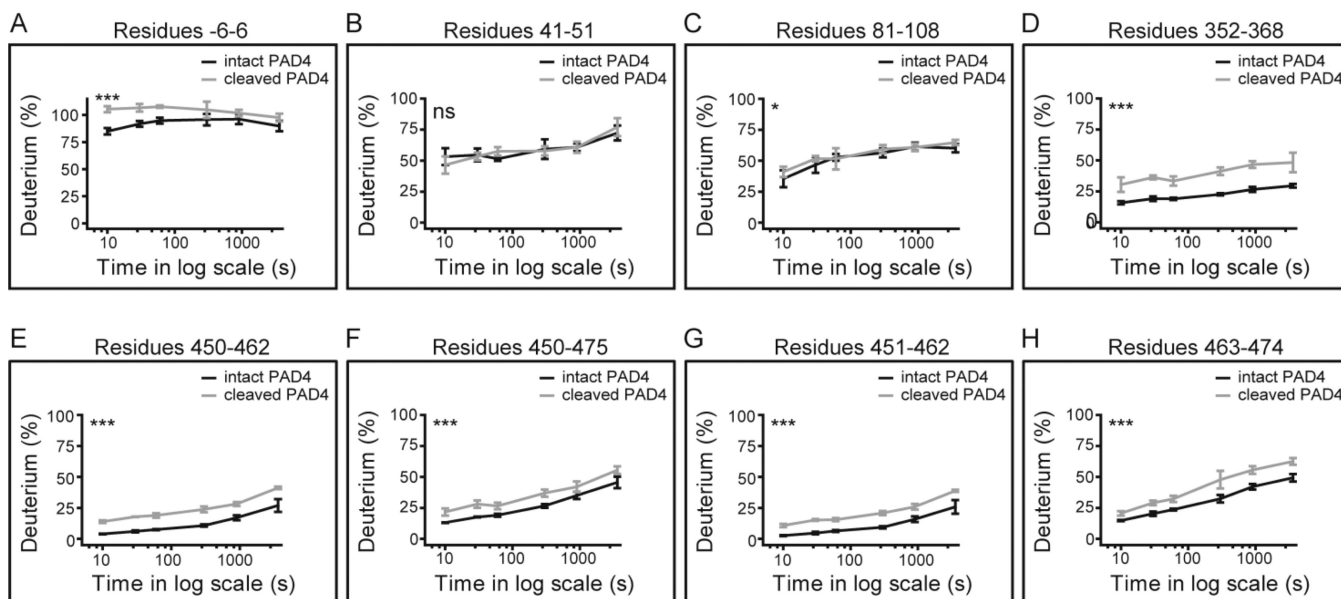 A
Residues -6-6
intact PAD4
cleaved PAD4
***
100
75
50
25
0
Deuterium (%)
10 100 1000
Time in log scale (s)
B
Residues 41-51
intact PAD4
cleaved PAD4
ns
100
75
50
25
0
Deuterium (%)
10 100 1000
Time in log scale (s)
C
Residues 81-108
intact PAD4
cleaved PAD4
*
100
75
50
25
0
Deuterium (%)
10 100 1000
Time in log scale (s)
D
Residues 352-368
intact PAD4
cleaved PAD4
***
100
75
50
25
0
Deuterium (%)
10 100 1000
Time in log scale (s)
E
Residues 450-462
intact PAD4
cleaved PAD4
***
100
75
50
25
0
Deuterium (%)
10 100 1000
Time in log scale (s)
F
Residues 450-475
intact PAD4
cleaved PAD4
***
100
75
50
25
0
Deuterium (%)
10 100 1000
Time in log scale (s)
G
Residues 451-462
intact PAD4
cleaved PAD4
***
100
75
50
25
0
Deuterium (%)
10 100 1000
Time in log scale (s)
H
Residues 463-474
intact PAD4
cleaved PAD4
***
100
75
50
25
0
Deuterium (%)
10 100 1000
Time in log scale (s)